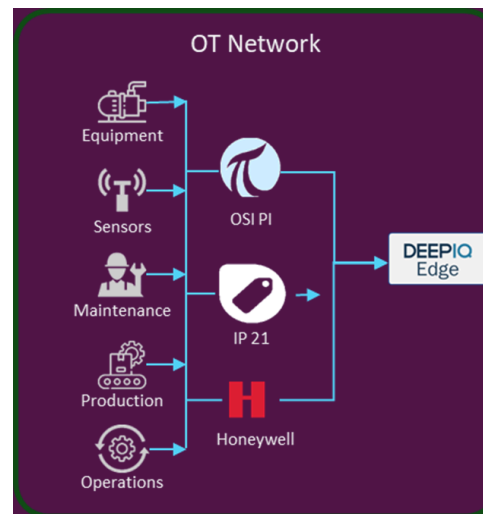 OT Network
Equipment
Sensors
Maintenance
Production
Operations
OSI PI
IP 21
H
Honeywell
DEEPIQ
Edge